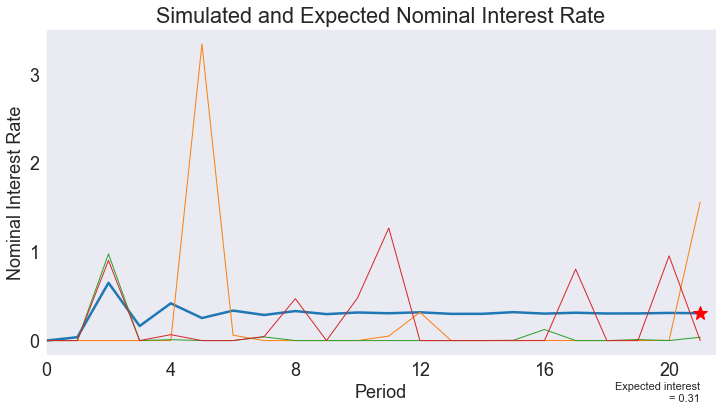 Simulated and Expected Nominal Interest Rate
Nominal Interest Rate
3
2
1
0
0 4 8 12 16 20
Period
Expected interest
= 0.31